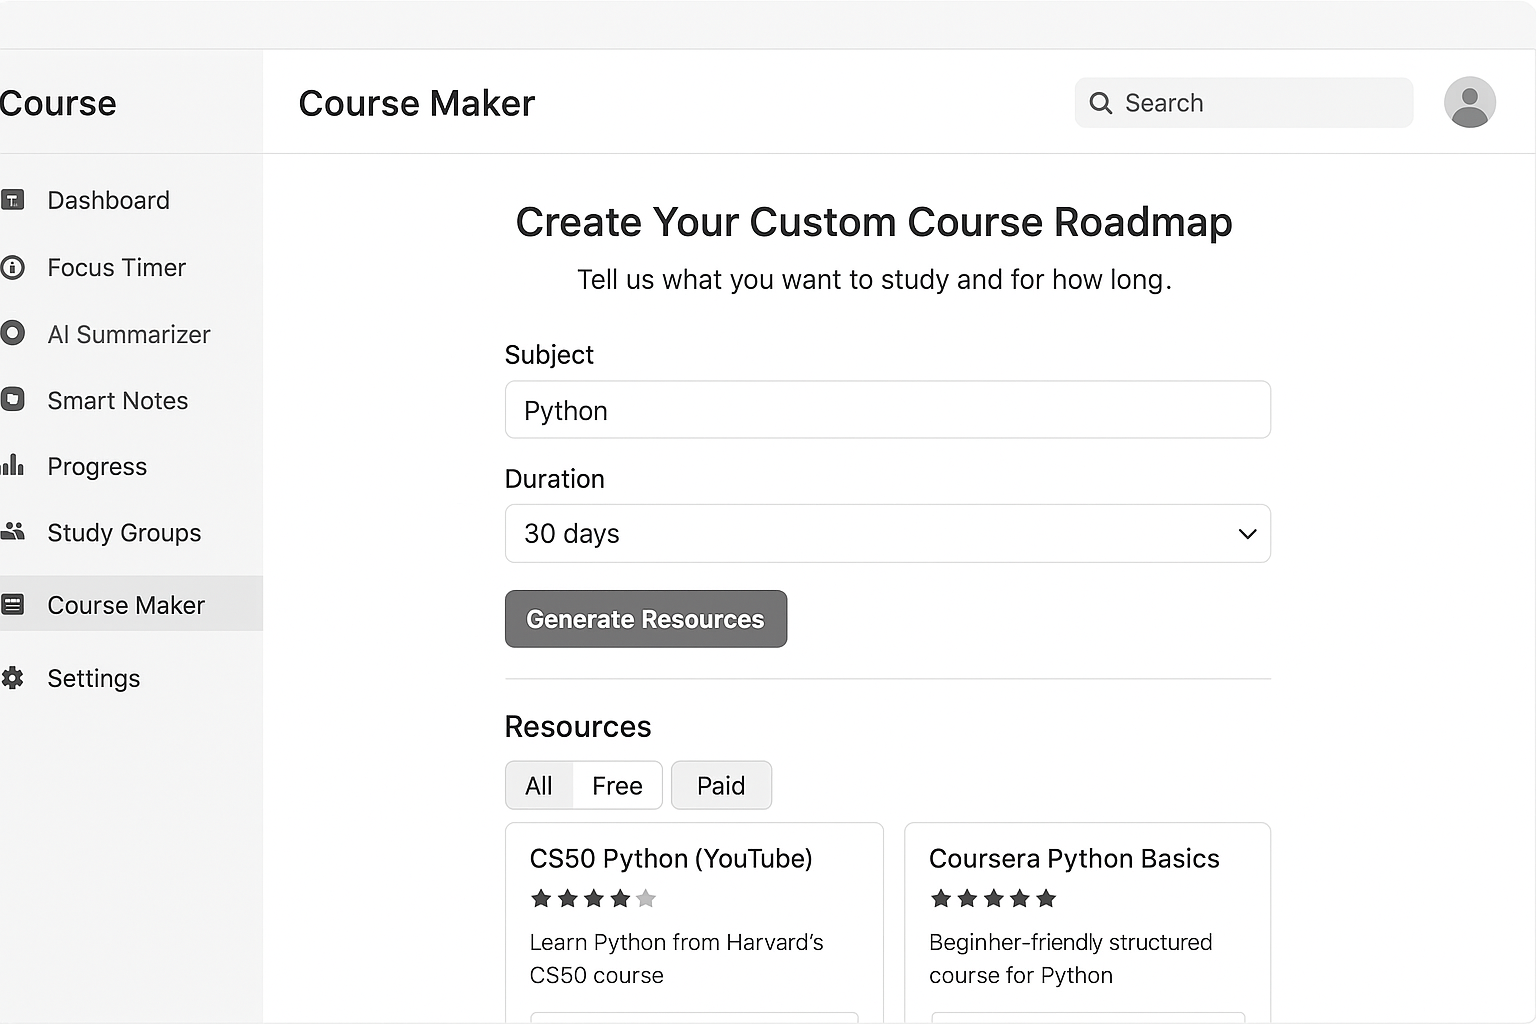 Course
Course Maker
Search
Dashboard
Focus Timer
AI Summarizer
Smart Notes
Progress
Study Groups
Course Maker
Settings
Create Your Custom Course Roadmap
Tell us what you want to study and for how long.
Subject
Python
Duration
30 days
Generate Resources
Resources
All Free Paid
CS50 Python (YouTube)
Learn Python from Harvard's
CS50 course
Coursera Python Basics
Beginher-friendly structured
course for Python